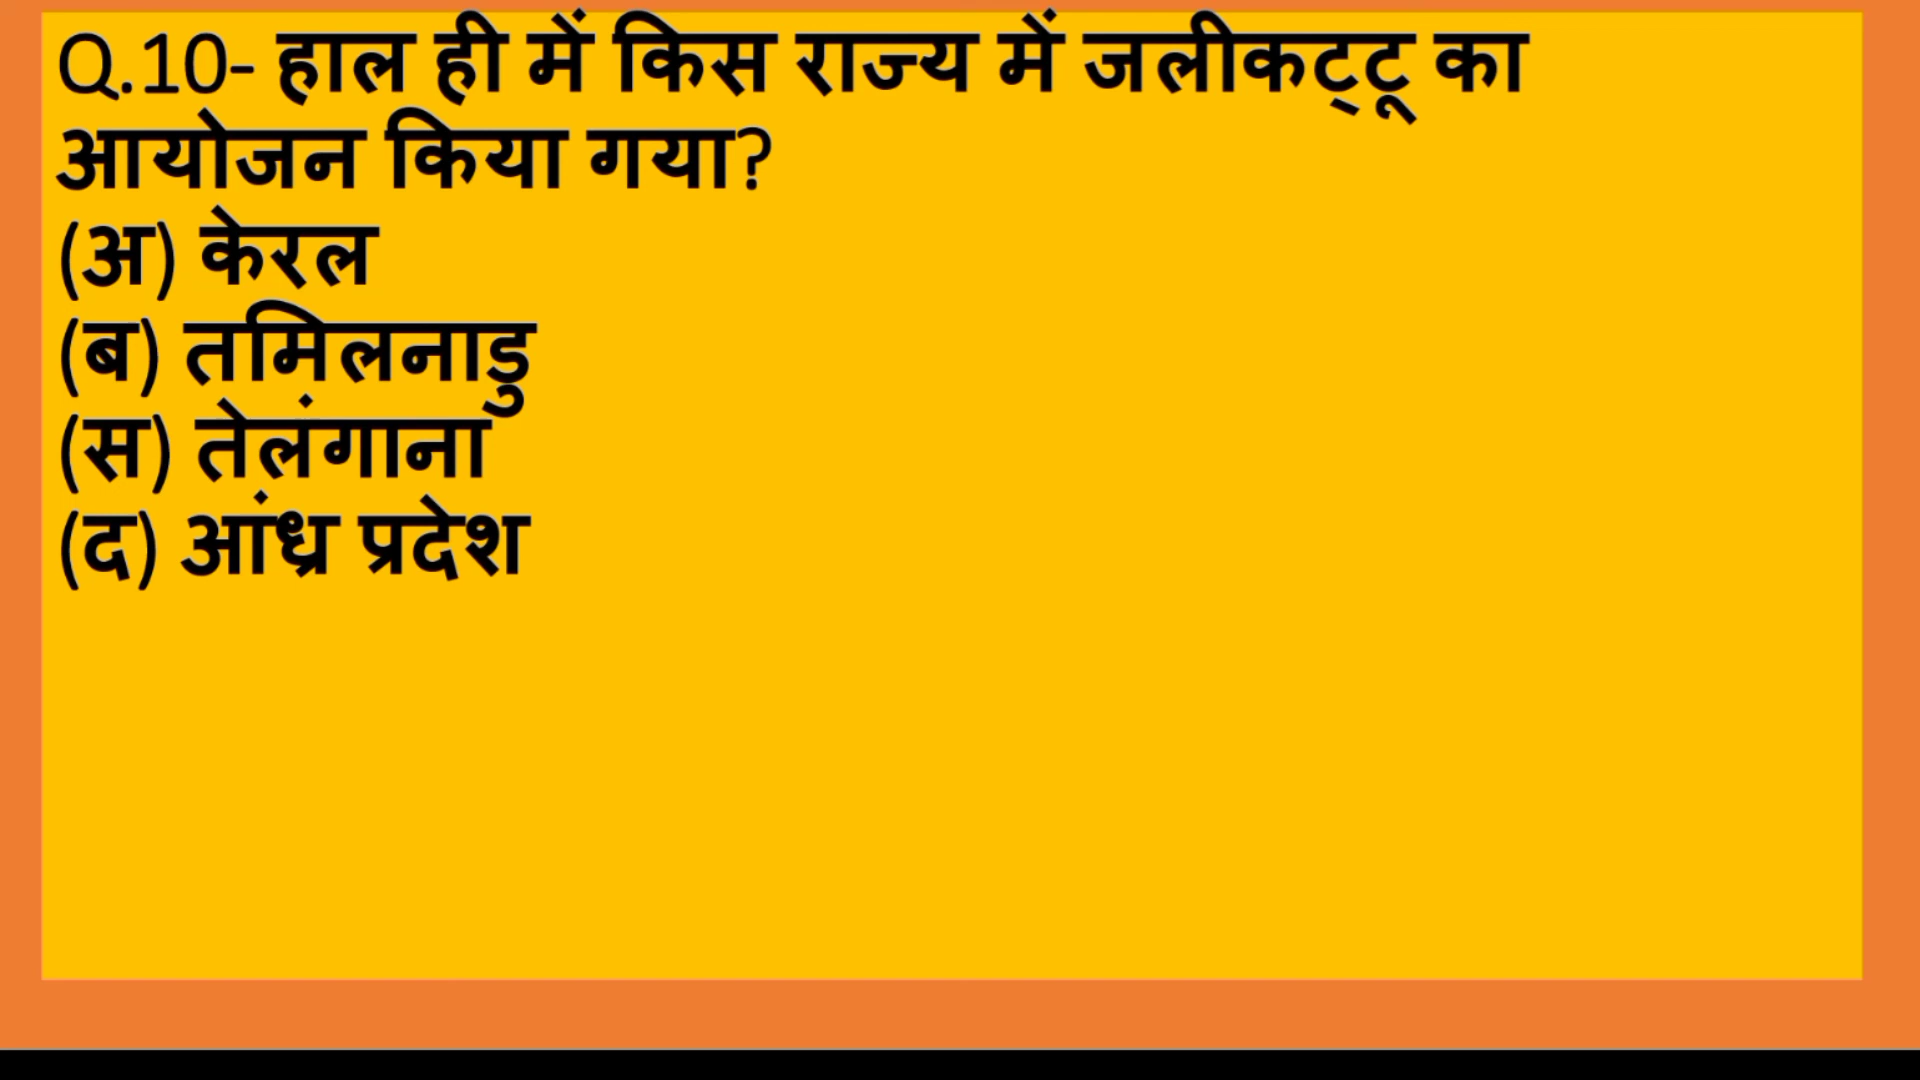 Q.10- हाल ही में किस राज्य में जलीकट्टू का
आयोजन किया गया?
(अ) केरल
(ब) तमिलनाडु
(स) तेलंगाना
(द) आंध्र प्रदेश